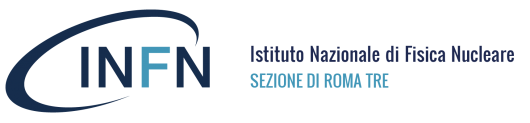 INFN
Istituto Nazionale di Fisica Nucleare
SEZIONE DI ROMA TRE